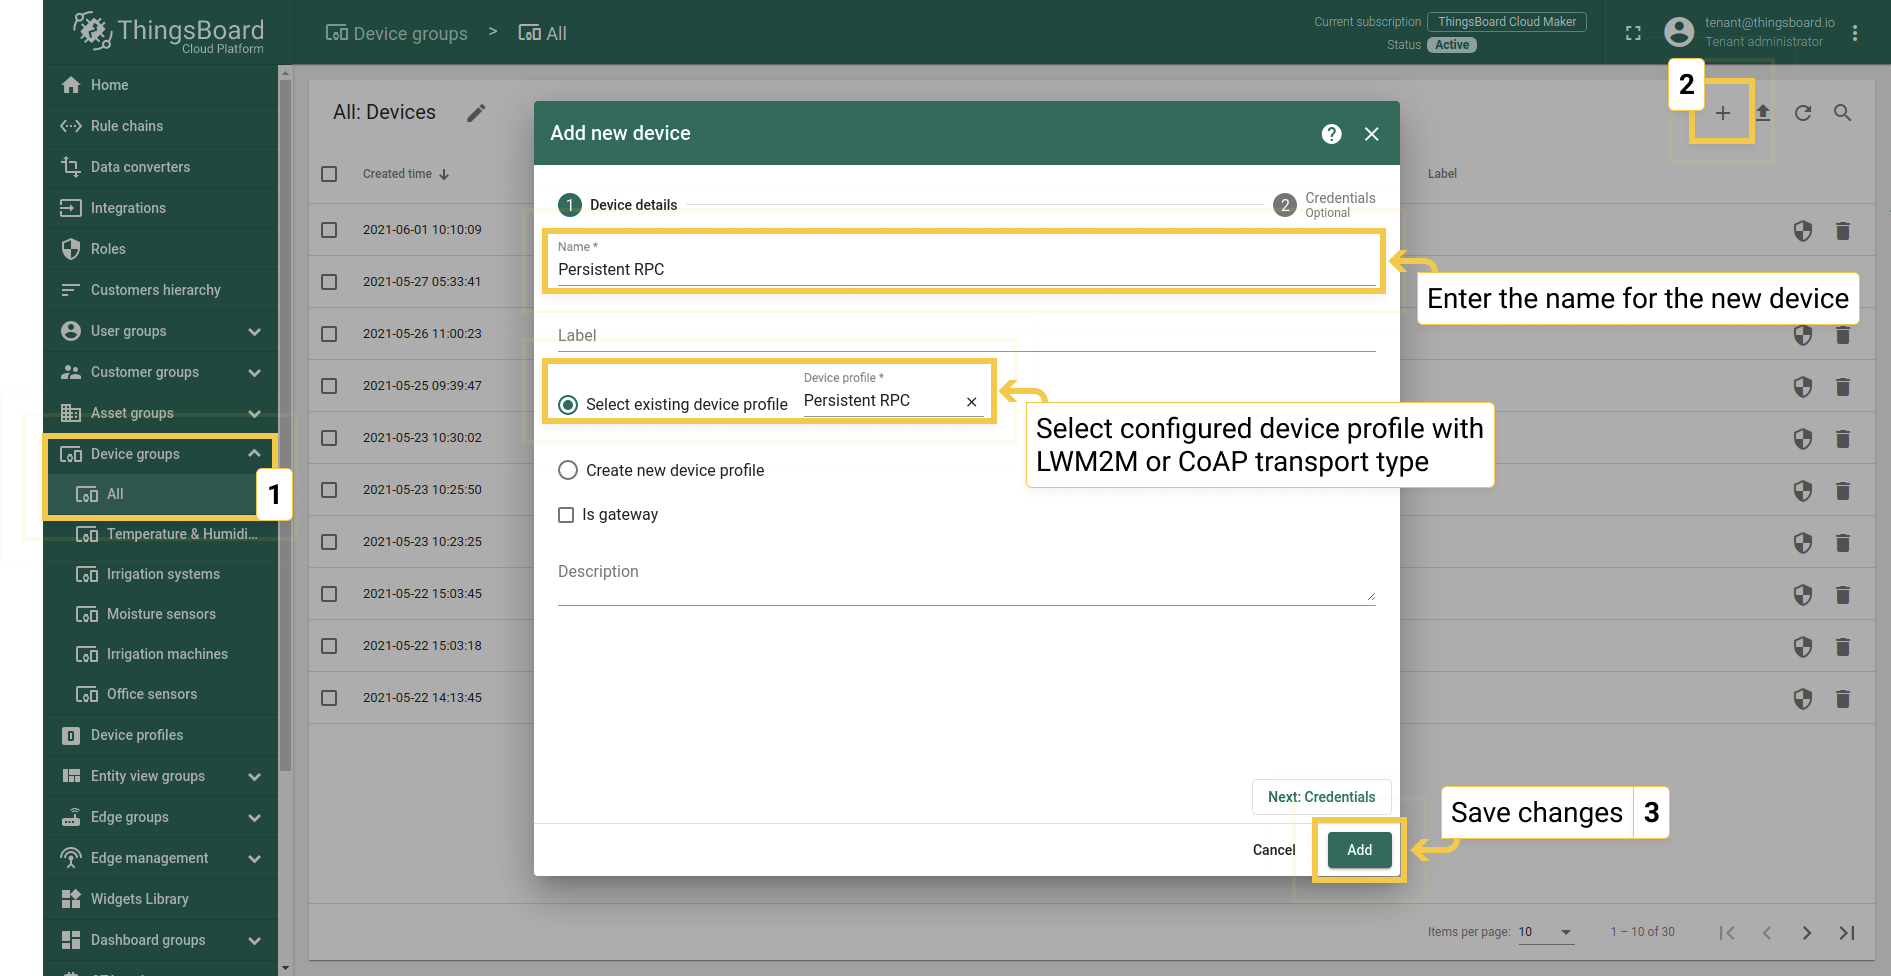 ThingsBoard
Cloud Platform
Device groups > All
Current subscription ThingsBoard Cloud Maker
Status Active
tenant@thingsboard.io
Tenant administrator
Home
Rule chains
Data converters
Integrations
Roles
Customers hierarchy
User groups
Customer groups
Asset groups
Device groups
All
1
Temperature & Humidi...
Irrigation systems
Moisture sensors
Irrigation machines
Office sensors
Device profiles
Entity view groups
Edge groups
Edge management
Widgets Library
Dashboard groups
All: Devices
2
Created time
Label
2021-06-01 10:10:09
2021-05-27 05:33:41
2021-05-26 11:00:23
2021-05-25 09:39:47
2021-05-23 10:30:02
2021-05-23 10:25:50
2021-05-23 10:23:25
2021-05-22 15:03:45
2021-05-22 15:03:18
2021-05-22 14:13:45
Add new device
1 Device details
2 Credentials
Optional
Name *
Persistent RPC
Enter the name for the new device
Label
Select existing device profile
Device profile *
Persistent RPC
Select configured device profile with
LWM2M or CoAP transport type
Create new device profile
Is gateway
Description
Next: Credentials
Cancel
Add
Save changes 3
Items per page: 10
1 – 10 of 30